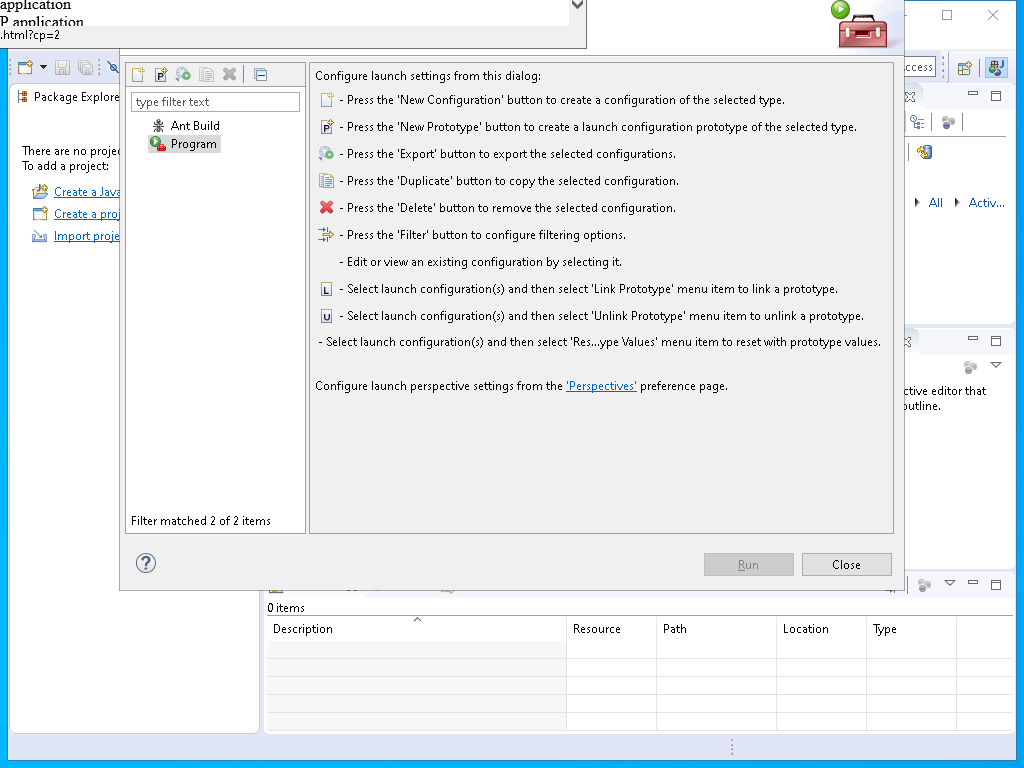 application
P application
.html?cp=2
ccess
Package Explore
type filter text
Ant Build
Program
Filter matched 2 of 2 items
There are no projec
To add a project:
Create a Java
Create a proj
Import proje
Configure launch settings from this dialog:
- Press the 'New Configuration' button to create a configuration of the selected type.
P - Press the 'New Prototype' button to create a launch configuration prototype of the selected type.
- Press the 'Export' button to export the selected configurations.
- Press the 'Duplicate' button to copy the selected configuration.
- Press the 'Delete' button to remove the selected configuration.
- Press the 'Filter' button to configure filtering options.
- Edit or view an existing configuration by selecting it.
L - Select launch configuration(s) and then select 'Link Prototype' menu item to link a prototype.
U - Select launch configuration(s) and then select 'Unlink Prototype' menu item to unlink a prototype.
- Select launch configuration(s) and then select 'Res...ype Values' menu item to reset with prototype values.
Configure launch perspective settings from the 'Perspectives' preference page.
All Activ...
ctive editor that
outline.
? Run Close
0 items
Description Resource Path Location Type